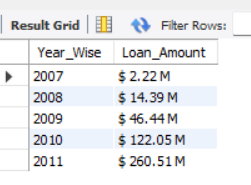 Result Grid Filter Rows:
Year_Wise Loan_Amount
2007 $ 2.22 M
2008 $ 14.39 M
2009 $ 46.44 M
2010 $ 122.05 M
2011 $ 260.51 M